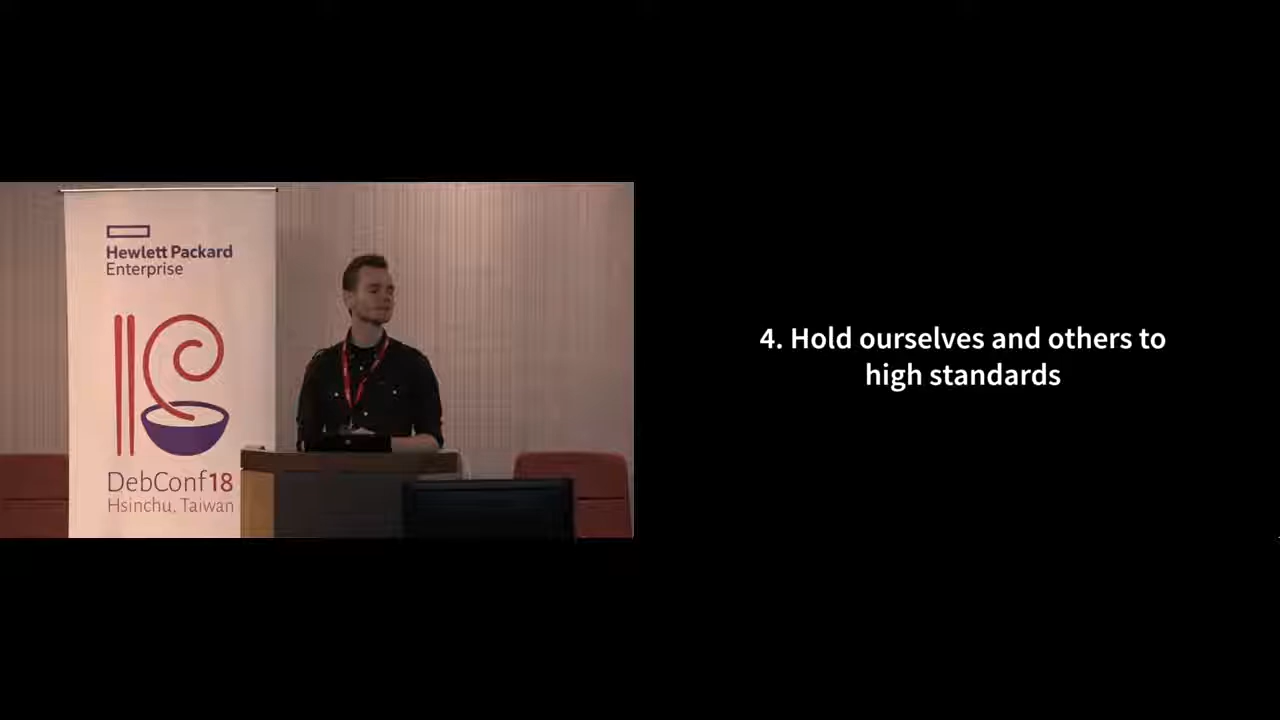 Hewlett Packard
Enterprise
DebConf18
Hsinchu, Taiwan
4. Hold ourselves and others to
high standards